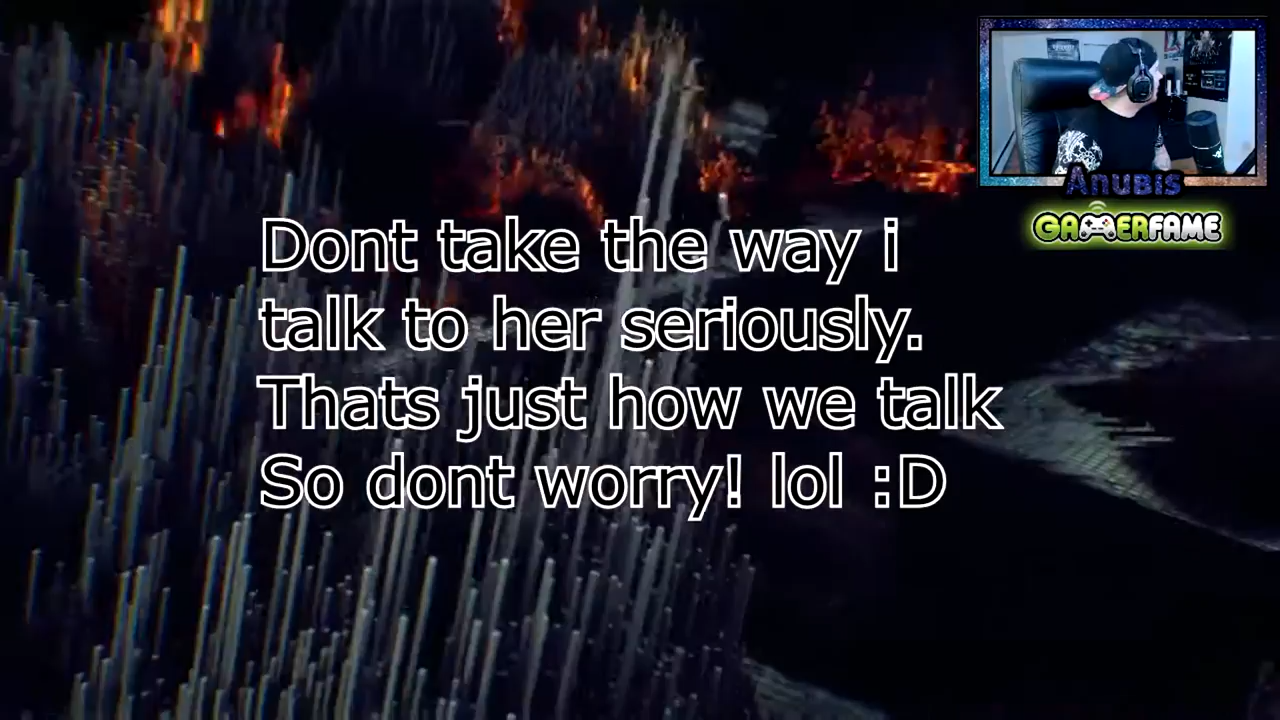 Anubis
GAMERFAME
Dont take the way i
talk to her seriously.
Thats just how we talk
So dont worry! lol :D